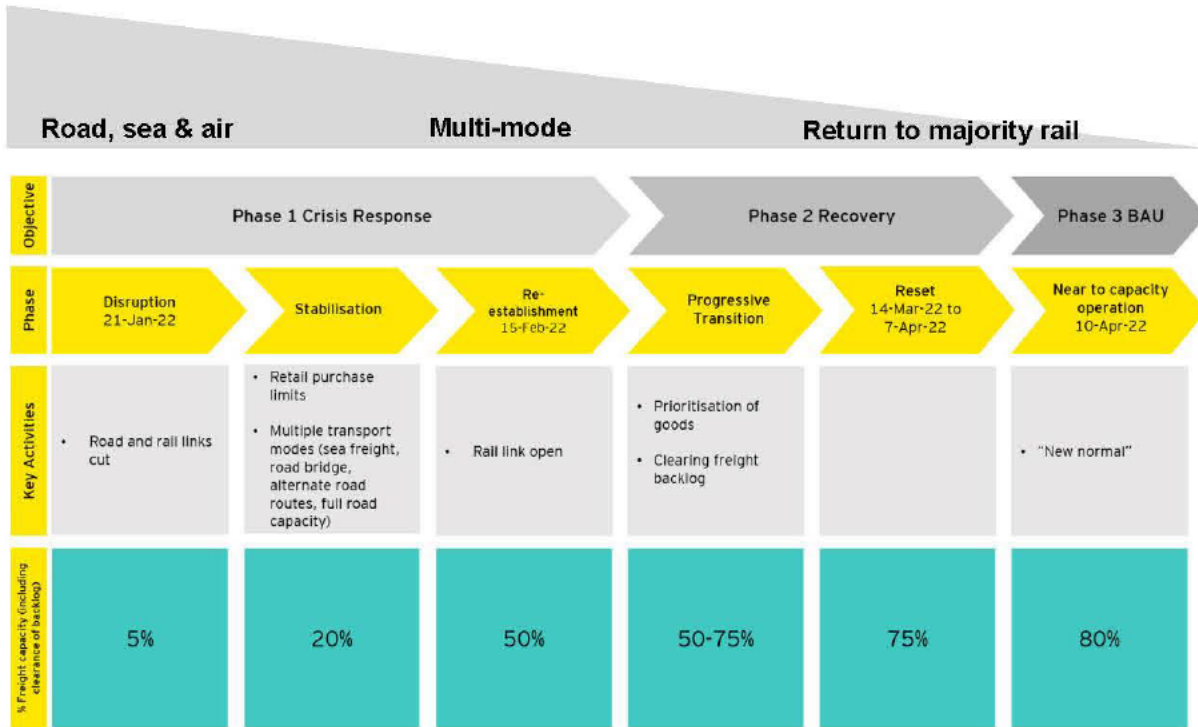 Road, sea & air
Multi-mode
Return to majority rail
Objective
Phase 1 Crisis Response
Phase 2 Recovery
Phase 3 BAU
Phase
Disruption
21-Jan-22
Stabilisation
Re-
establishment
15-Feb-22
Progressive
Transition
Reset
14-Mar-22 to
7-Apr-22
Near to capacity
operation
10-Apr-22
Key Activities
• Road and rail links
cut
• Retail purchase
limits
• Multiple transport
modes (sea freight,
road bridge,
alternate road
routes, full road
capacity)
• Rail link open
• Prioritisation of
goods
• Clearing freight
backlog
• "New normal"
% Freight capacity (including
clearance of backlog)
5%
20%
50%
50-75%
75%
80%